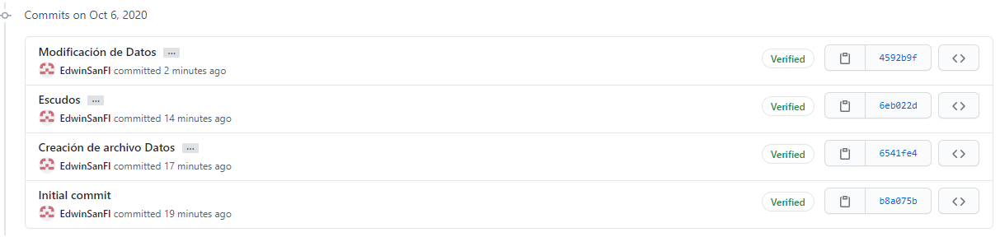 Commits on Oct 6, 2020
Modificación de Datos ...
EdwinSanFI committed 2 minutes ago
Verified
4592b9f
Escudos ...
EdwinSanFI committed 14 minutes ago
Verified
6eb022d
Creación de archivo Datos ...
EdwinSanFI committed 17 minutes ago
Verified
6541fe4
Initial commit
EdwinSanFI committed 19 minutes ago
Verified
b8a075b